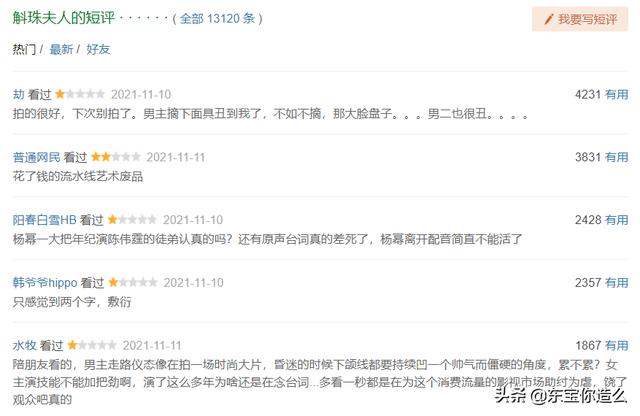 斛珠夫人的短评 · · · · · · ( 全部 13120 条 )
我要写短评
热门 / 最新 / 好友
劫 看过 2021-11-10 4231 有用
拍的很好，下次别拍了。男主摘下面具丑到我了，不如不摘，那大脸盘子。。。男二也很丑。。。。
普通网民 看过 2021-11-11 3831 有用
花了钱的流水线艺术废品
阳春白雪HB 看过 2021-11-10 2428 有用
杨幂一大把年纪演陈伟霆的徒弟认真的吗？还有原声台词真的差死了，杨幂离开配音简直不能活了
韩爷爷hippo 看过 2021-11-10 2357 有用
只感觉到两个字，敷衍
水牧 看过 2021-11-11 1867 有用
陪朋友看的，男主走路仪态像在拍一场时尚大片，昏迷的时候下颌线都要持续凹一个帅气而僵硬的角度，累不累？女
主演技能不能加把劲啊，演了这么多年为啥还是在念台词...多看一秒都是在为这个消费流量的影视市场助纣为虐，饶了
观众吧真的
头条 @东宝你造么